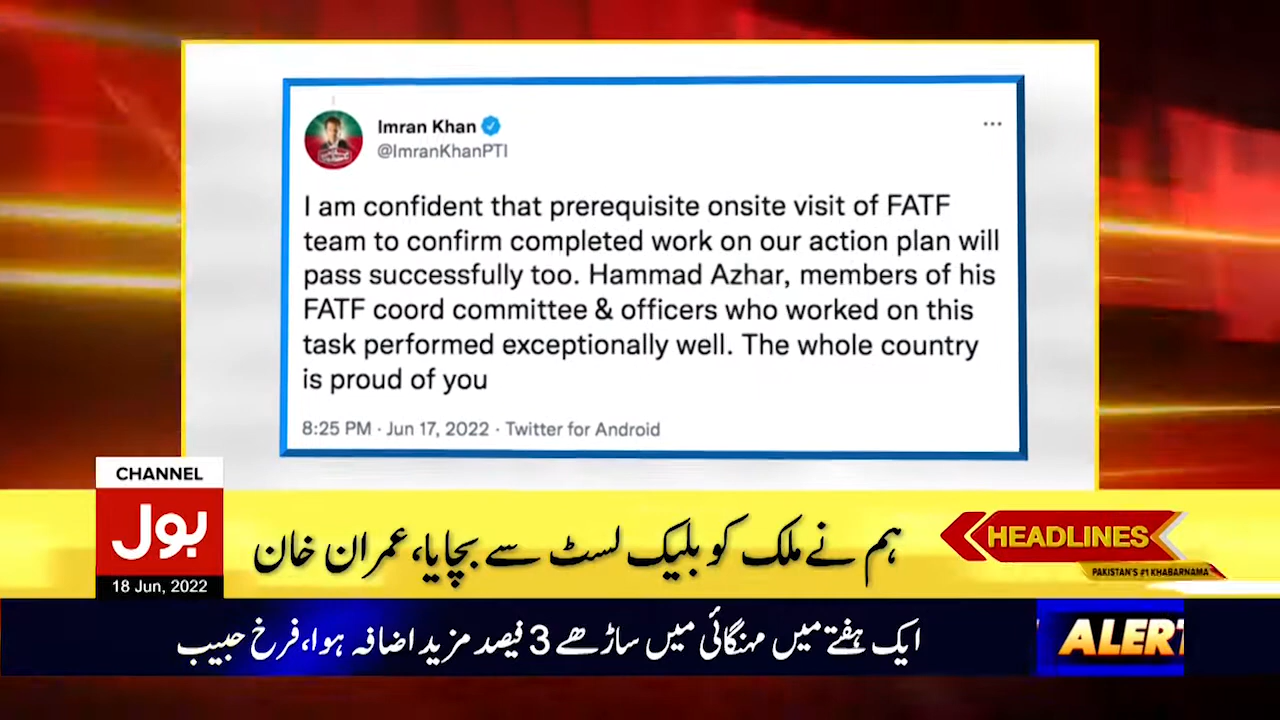 Imran Khan
@ImranKhanPTI
I am confident that prerequisite onsite visit of FATF
team to confirm completed work on our action plan will
pass successfully too. Hammad Azhar, members of his
FATF coord committee & officers who worked on this
task performed exceptionally well. The whole country
is proud of you
8:25 PM · Jun 17, 2022 · Twitter for Android
CHANNEL
بول
18 Jun, 2022
ہم نے ملک کو بلیک لسٹ سے بچایا، عمران خان
HEADLINES
PAKISTAN'S #1 KHABARNAMA
ایک ہفتے میں مہنگائی میں ساڑھے 3 فیصد مزید اضافہ ہوا، فرخ حبیب
ALERT